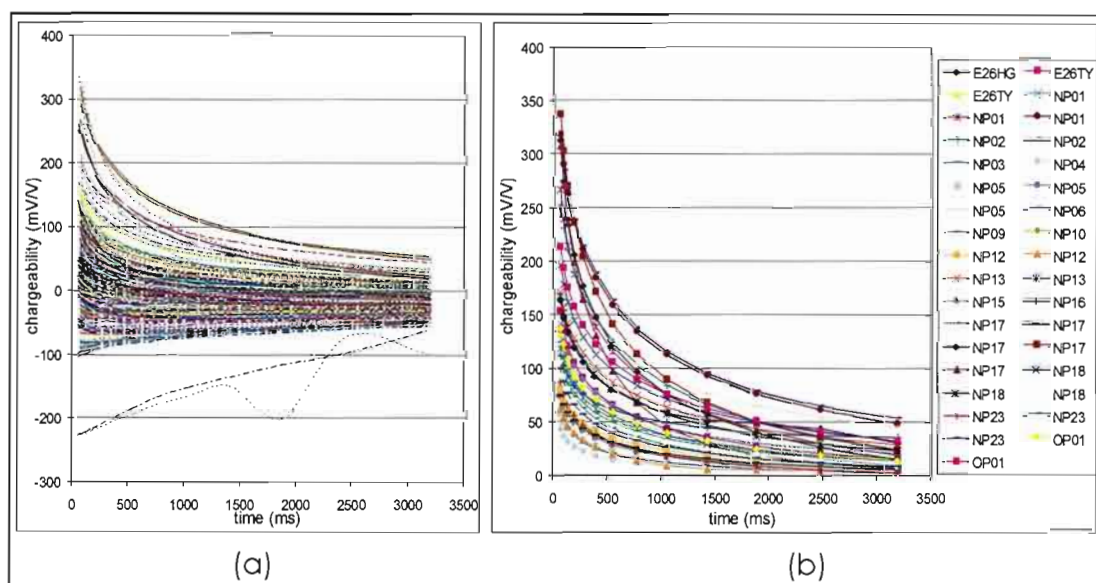 400
300
200
100
0
-100
-200
-300
0 500 1000 1500 2000 2500 3000 3500
chargeability (mV/V)
time (ms)
(a)
400
350
300
250
200
150
100
50
0
0 500 1000 1500 2000 2500 3000 3500
chargeability (mV/V)
time (ms)
E26HG E26TY
E26TY NP01
NP01 NP01
NP02 NP02
NP03 NP04
NP05 NP05
NP05 NP06
NP09 NP10
NP12 NP12
NP13 NP13
NP15 NP16
NP17 NP17
NP17 NP17
NP17 NP18
NP18 NP18
NP23 NP23
NP23 OP01
OP01
(b)